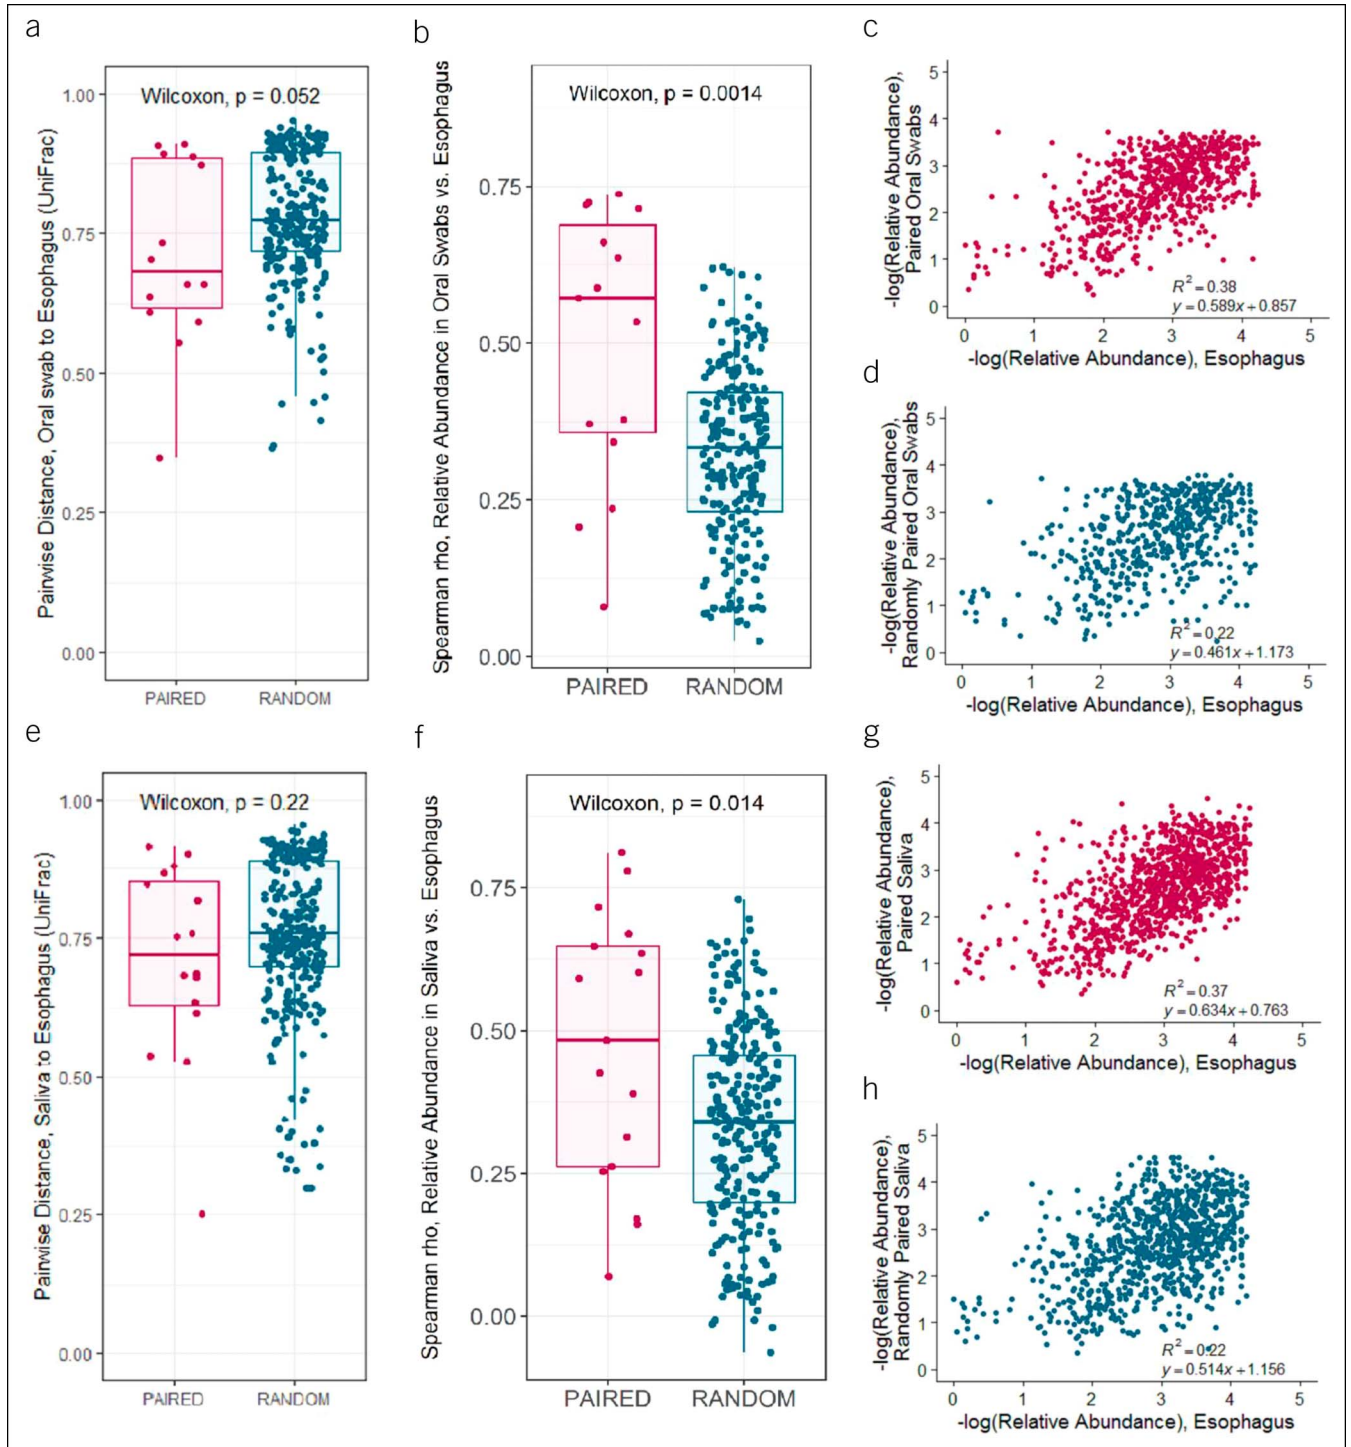 a
Pairwise Distance, Oral swab to Esophagus (UniFrac)
Wilcoxon, p = 0.052
1.00
0.75
0.50
0.25
0.00
PAIRED RANDOM
b
Spearman rho, Relative Abundance in Oral Swabs vs. Esophagus
Wilcoxon, p = 0.0014
0.75
0.50
0.25
0.00
PAIRED RANDOM
c
-log(Relative Abundance),
Paired Oral Swabs
5
4
3
2
1
0
R² = 0.38
y = 0.589x + 0.857
0 1 2 3 4 5
-log(Relative Abundance), Esophagus
d
-log(Relative Abundance),
Randomly Paired Oral Swabs
5
4
3
2
1
0
R² = 0.22
y = 0.461x + 1.173
0 1 2 3 4 5
-log(Relative Abundance), Esophagus
e
Pairwise Distance, Saliva to Esophagus (UniFrac)
Wilcoxon, p = 0.22
1.00
0.75
0.50
0.25
0.00
PAIRED RANDOM
f
Spearman rho, Relative Abundance in Saliva vs. Esophagus
Wilcoxon, p = 0.014
0.75
0.50
0.25
0.00
PAIRED RANDOM
g
-log(Relative Abundance),
Paired Saliva
5
4
3
2
1
0
R² = 0.37
y = 0.634x + 0.763
0 1 2 3 4 5
-log(Relative Abundance), Esophagus
h
-log(Relative Abundance),
Randomly Paired Saliva
5
4
3
2
1
0
R² = 0.22
y = 0.514x + 1.156
0 1 2 3 4 5
-log(Relative Abundance), Esophagus